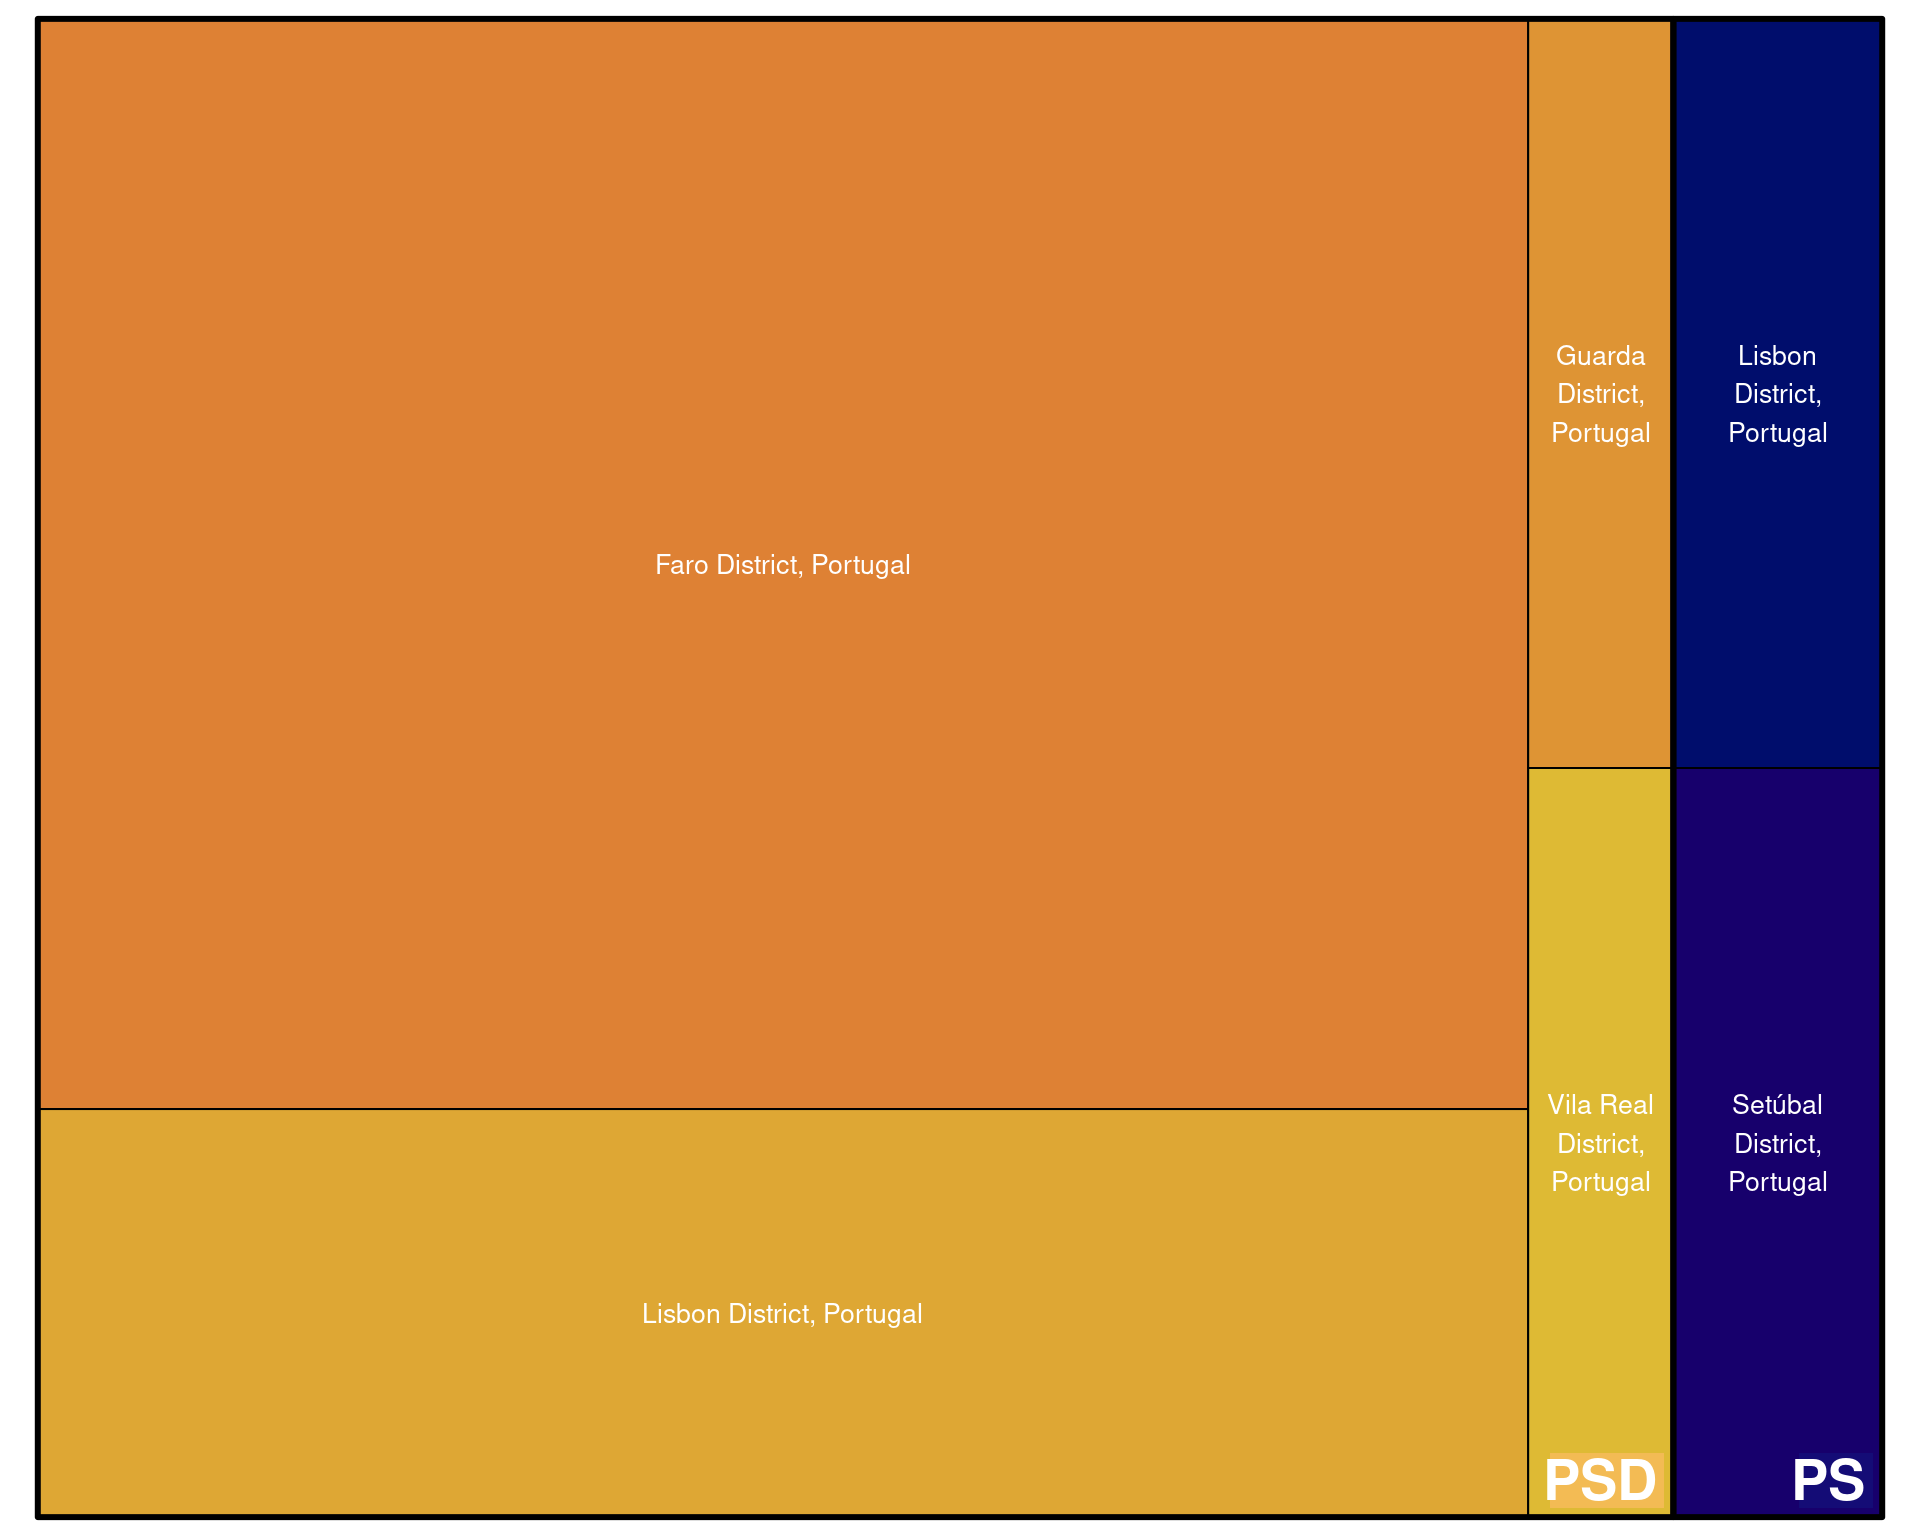 Faro District, Portugal
Lisbon District, Portugal
Guarda
District,
Portugal
Vila Real
District,
Portugal
PSD
Lisbon
District,
Portugal
Setúbal
District,
Portugal
PS